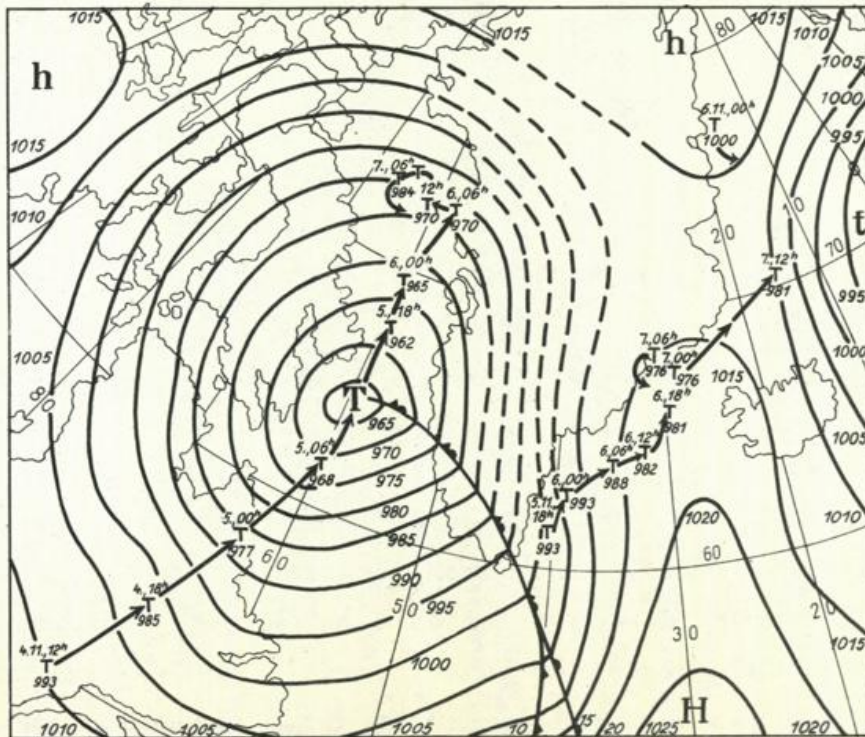 1015
1015
1010
h
h
80
1005
1000
995
1015
6.11.,00ʰ
T
1000
h
1015
7.,06ʰ
T
T
984
12ʰ
T
970
6.,06ʰ
T
970
10
20
t
70
1010
6.,00ʰ
T
965
7.,12ʰ
T
981
995
5.,18ʰ
T
962
80
1005
7.,06ʰ
T
976
7.,00ʰ
T
976
1000
1015
T
965
6.,18ʰ
T
981
1005
970
5.,06ʰ
T
968
975
6.,12ʰ
T
982
6.,06ʰ
T
988
6.,00ʰ
T
993
980
5.11.,
18ʰ
T
993
1020
1010
5.,00ʰ
T
977
985
60
60
990
4.,18ʰ
T
985
995
50
20
30
4.11.,12ʰ
T
993
1000
1015
H
1010
1005
1005
10
15
20
1025
1020